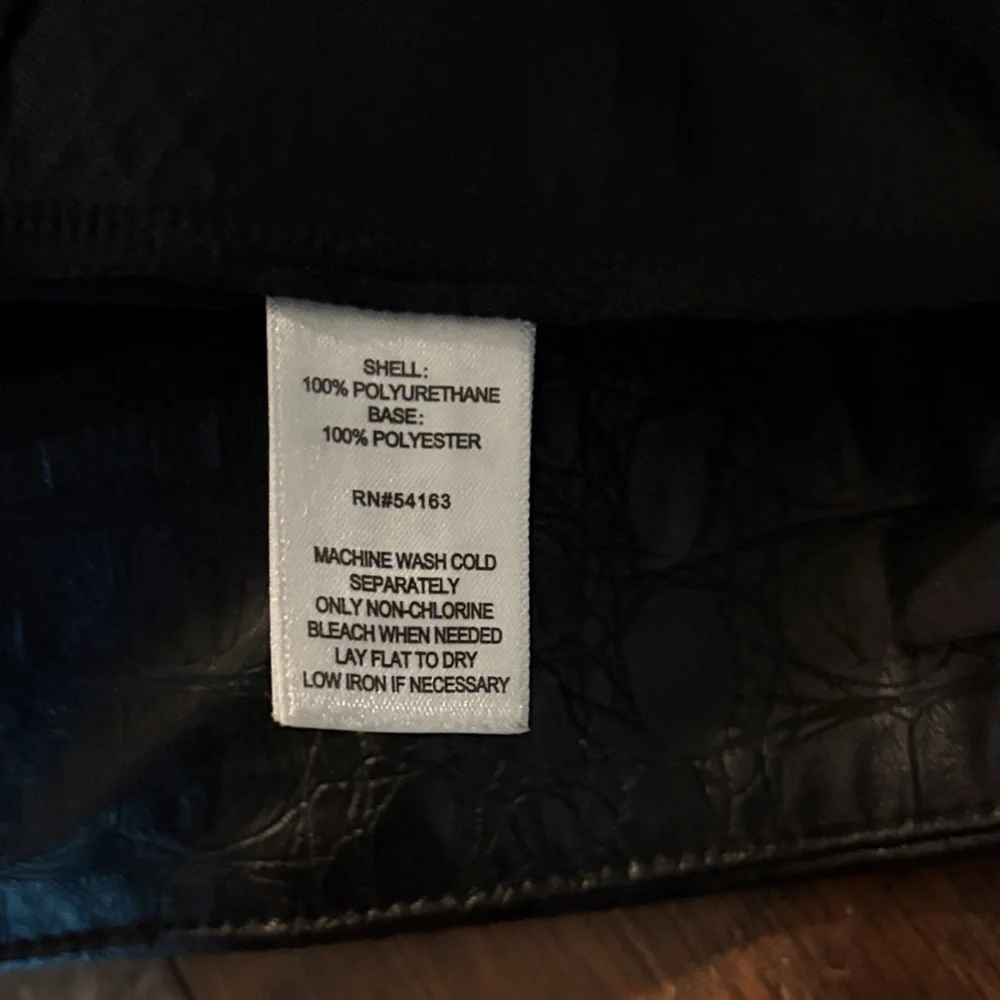 SHELL:
100% POLYURETHANE
BASE:
100% POLYESTER
RN#54163
MACHINE WASH COLD
SEPARATELY
ONLY NON-CHLORINE
BLEACH WHEN NEEDED
LAY FLAT TO DRY
LOW IRON IF NECESSARY